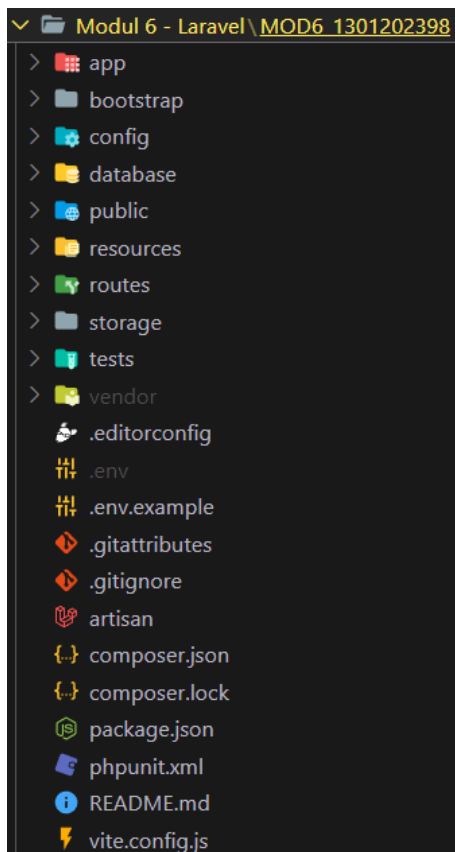 Modul 6 - Laravel\MOD6_1301202398
app
bootstrap
config
database
public
resources
routes
storage
tests
vendor
.editorconfig
.env
.env.example
.gitattributes
.gitignore
artisan
{..} composer.json
{..} composer.lock
package.json
phpunit.xml
README.md
vite.config.js